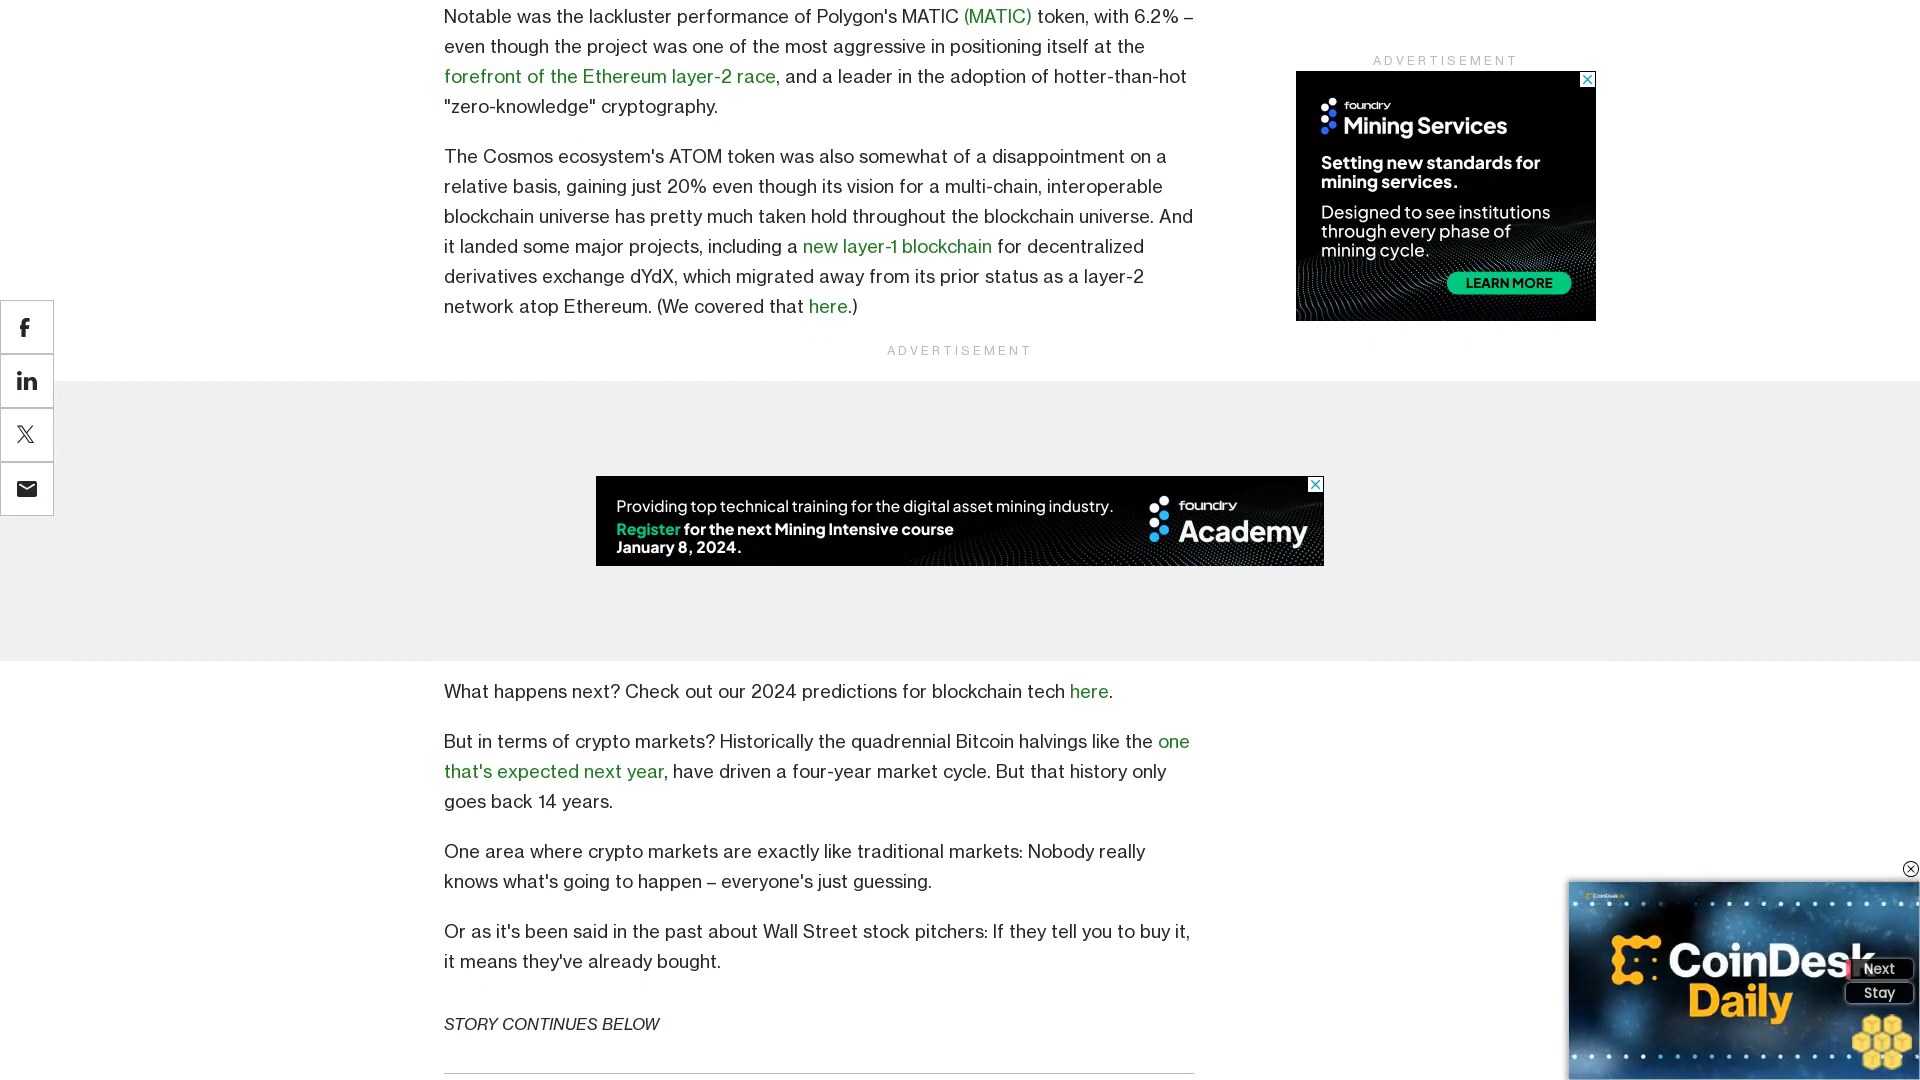 Notable was the lackluster performance of Polygon's MATIC (MATIC) token, with 6.2% –
even though the project was one of the most aggressive in positioning itself at the
forefront of the Ethereum layer-2 race, and a leader in the adoption of hotter-than-hot
"zero-knowledge" cryptography.
The Cosmos ecosystem's ATOM token was also somewhat of a disappointment on a
relative basis, gaining just 20% even though its vision for a multi-chain, interoperable
blockchain universe has pretty much taken hold throughout the blockchain universe. And
it landed some major projects, including a new layer-1 blockchain for decentralized
derivatives exchange dYdX, which migrated away from its prior status as a layer-2
network atop Ethereum. (We covered that here.)
ADVERTISEMENT
foundry
Mining Services
Setting new standards for
mining services.
Designed to see institutions
through every phase of
mining cycle.
LEARN MORE
ADVERTISEMENT
Providing top technical training for the digital asset mining industry.
Register for the next Mining Intensive course
January 8, 2024.
foundry
Academy
What happens next? Check out our 2024 predictions for blockchain tech here.
But in terms of crypto markets? Historically the quadrennial Bitcoin halvings like the one
that's expected next year, have driven a four-year market cycle. But that history only
goes back 14 years.
One area where crypto markets are exactly like traditional markets: Nobody really
knows what's going to happen – everyone's just guessing.
Or as it's been said in the past about Wall Street stock pitchers: If they tell you to buy it,
it means they've already bought.
STORY CONTINUES BELOW
CoinDesk
Daily
Next
Stay